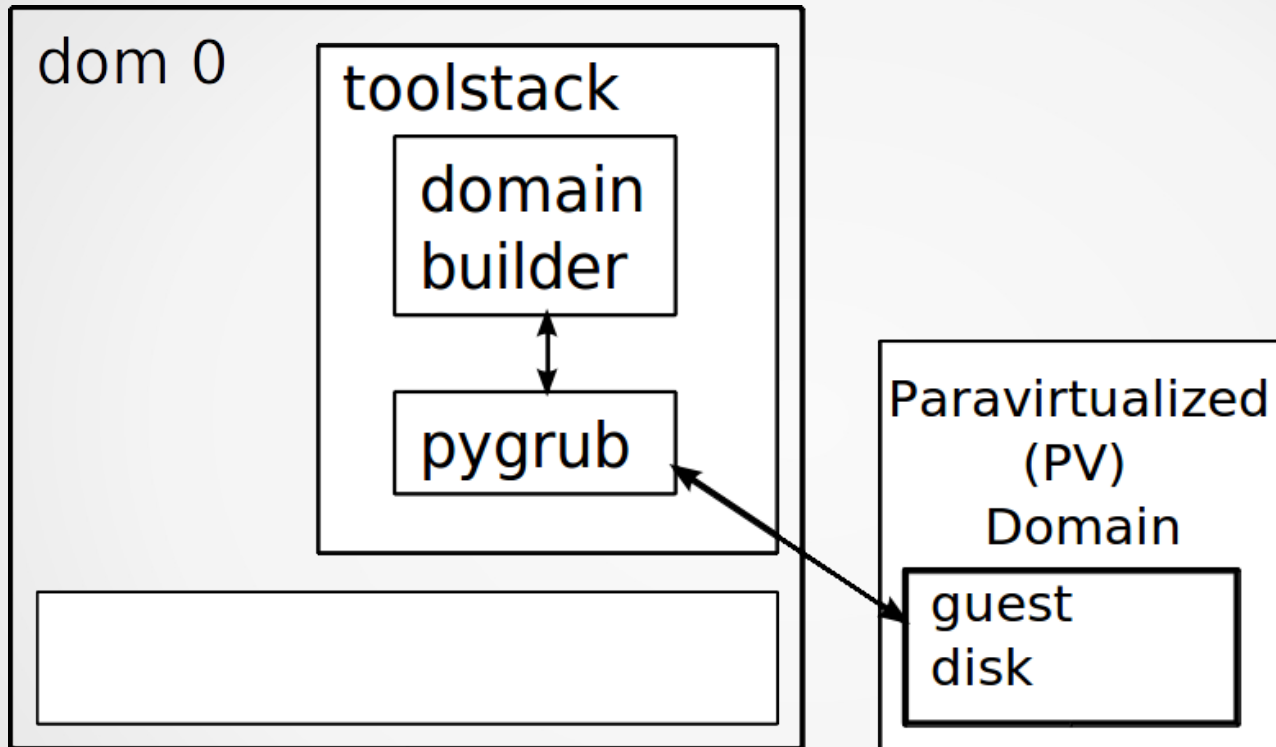 dom 0
toolstack
domain
builder
pygrub
Paravirtualized
(PV)
Domain
guest
disk